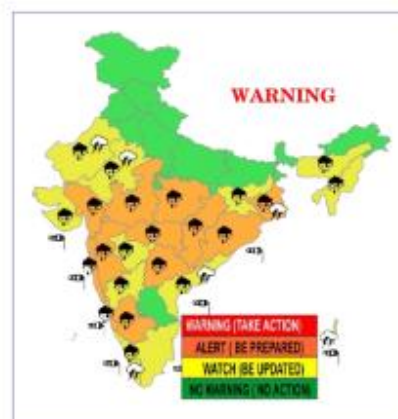 WARNING
WARNING (TAKE ACTION)
ALERT ( BE PREPARED)
WATCH (BE UPDATED)
NO WARNING ( NO ACTION)